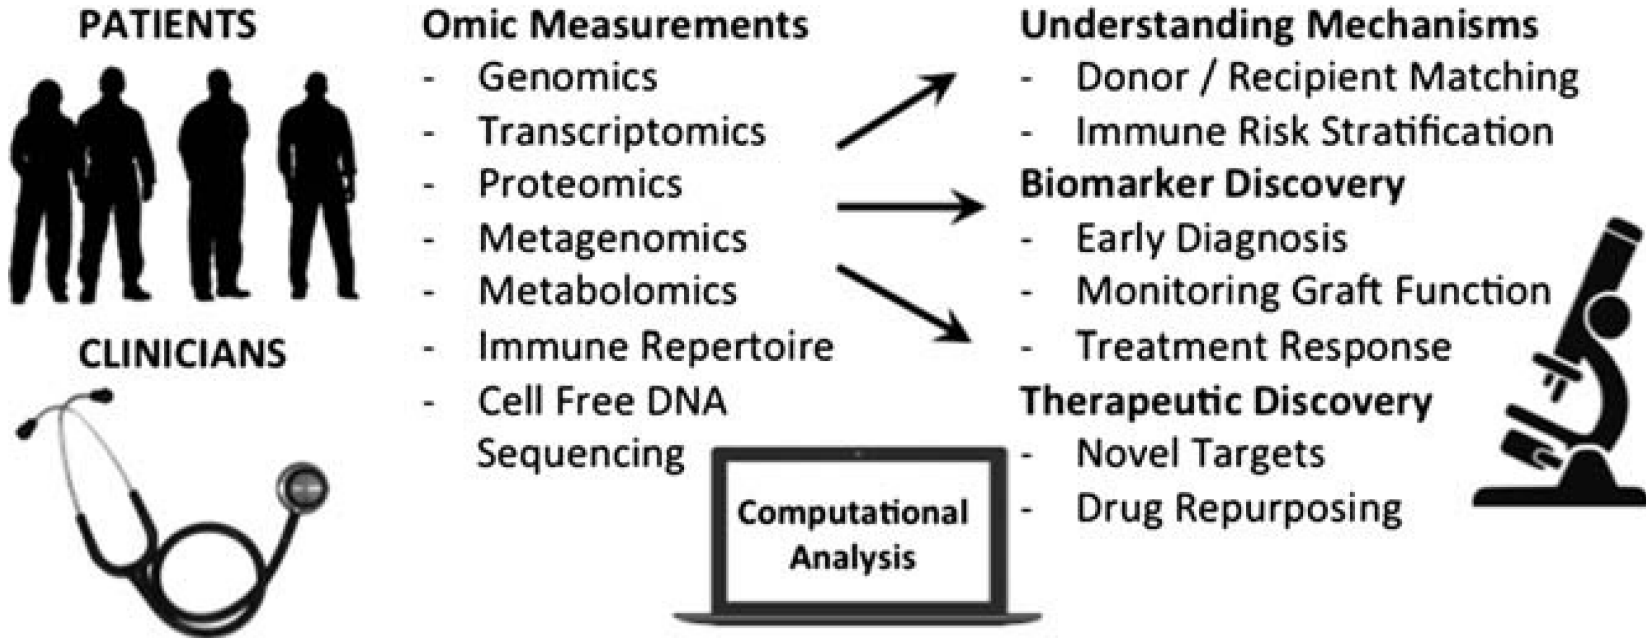 PATIENTS
CLINICIANS
Omic Measurements
- Genomics
- Transcriptomics
- Proteomics
- Metagenomics
- Metabolomics
- Immune Repertoire
- Cell Free DNA
Sequencing
Computational
Analysis
Understanding Mechanisms
- Donor / Recipient Matching
- Immune Risk Stratification
Biomarker Discovery
- Early Diagnosis
- Monitoring Graft Function
- Treatment Response
Therapeutic Discovery
- Novel Targets
- Drug Repurposing